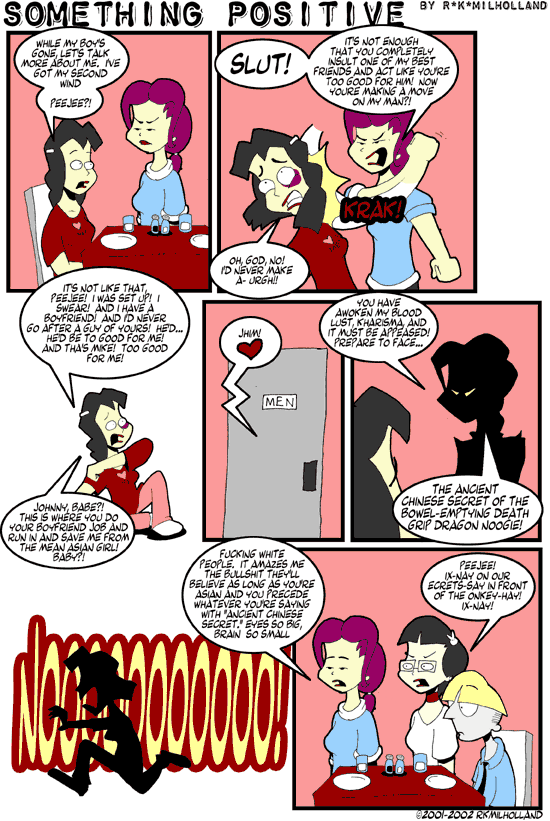 SOMETHING POSITIVE
BY R*K*MILHOLLAND
WHILE MY BOY'S
GONE, LET'S TALK
MORE ABOUT ME. I'VE
GOT MY SECOND
WIND
PEEJEE?!
SLUT!
IT'S NOT ENOUGH
THAT YOU COMPLETELY
INSULT ONE OF MY BEST
FRIENDS AND ACT LIKE YOU'RE
TOO GOOD FOR HIM! NOW
YOU'RE MAKING A MOVE
ON MY MAN?!
KRAK!
OH, GOD, NO!
I'D NEVER MAKE
A- URGH!!
IT'S NOT LIKE THAT,
PEEJEE! I WAS SET UP! I
SWEAR! AND I HAVE A
BOYFRIEND! AND I'D NEVER
GO AFTER A GUY OF YOURS! HE'D...
HE'D BE TO GOOD FOR ME!
AND THA'S MIKE! TOO GOOD
FOR ME!
JOHNNY, BABE?!
THIS IS WHERE YOU DO
YOUR BOYFRIEND JOB AND
RUN IN AND SAVE ME FROM
THE MEAN ASIAN GIRL!
BABY?!
JHIM!
MEN
YOU HAVE
AWOKEN MY BLOOD
LUST, KHARISMA, AND
IT MUST BE APPEASED!
PREPARE TO FACE...
THE ANCIENT
CHINESE SECRET OF THE
BOWEL-EMPTYING DEATH
GRIP DRAGON NOOGIE!
NOOOOOOOOOOO!
FUCKING WHITE
PEOPLE. IT AMAZES ME
THE BULLSHIT THEY'LL
BELIEVE AS LONG AS YOU'RE
ASIAN AND YOU PRECEDE
WHATEVER YOU'RE SAYING
WITH "ANCIENT CHINESE
SECRET." EYES SO BIG,
BRAIN SO SMALL
PEEJEE!
IX-NAY ON OUR
ECRETS-SAY IN FRONT
OF THE ONKEY-HAY!
IX-NAY!
©2001-2002 RKMILHOLLAND